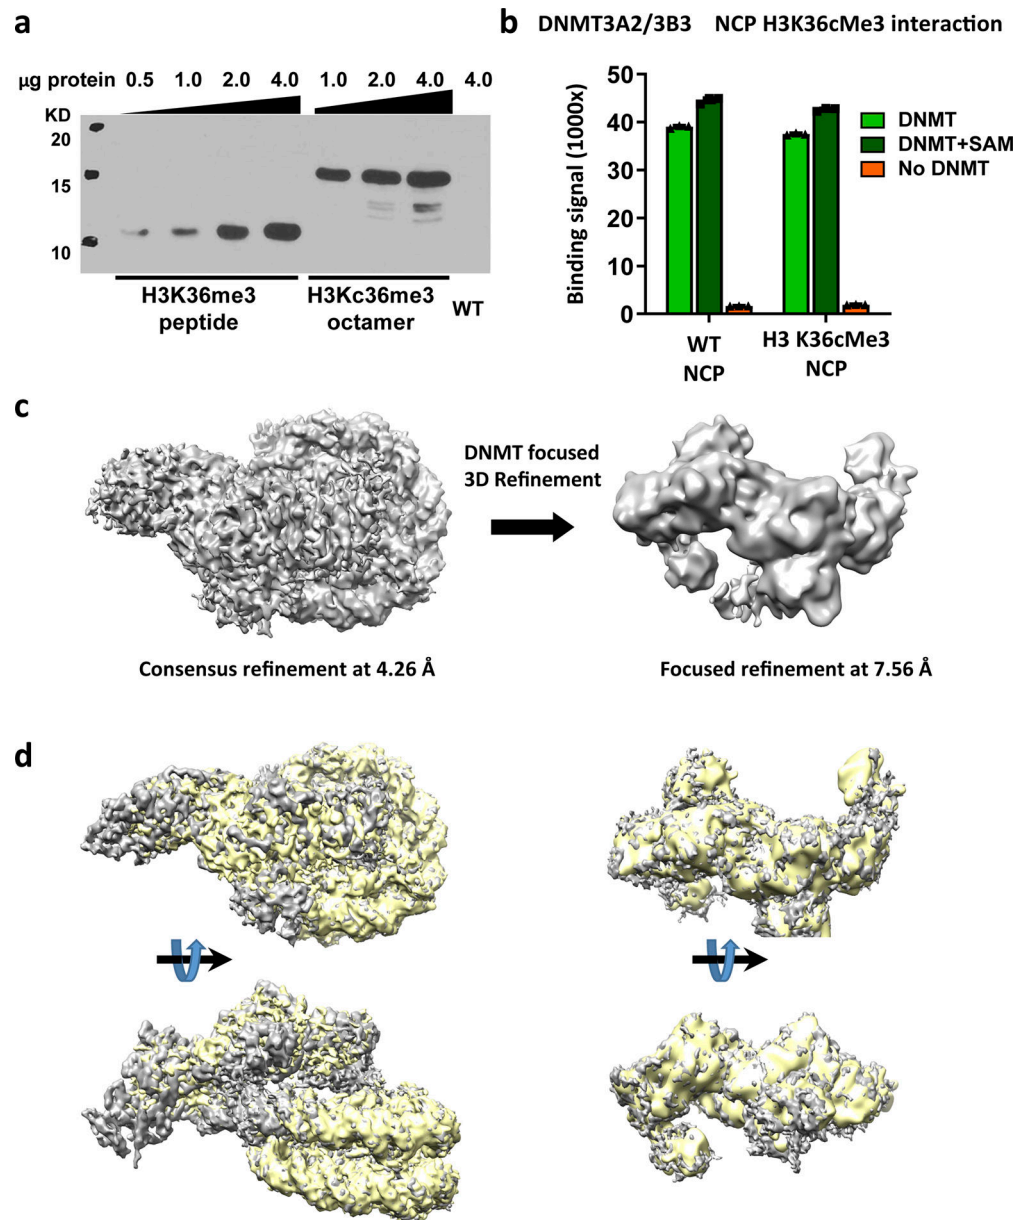 a
µg protein 0.5 1.0 2.0 4.0 1.0 2.0 4.0 4.0
KD
20
15
10
H3K36me3
peptide
H3Kc36me3
octamer
WT
b DNMT3A2/3B3 NCP H3K36cMe3 interaction
Binding signal (1000x)
50
40
30
20
10
0
DNMT
DNMT+SAM
No DNMT
WT
NCP
H3 K36cMe3
NCP
c
DNMT focused
3D Refinement
Consensus refinement at 4.26 Å
Focused refinement at 7.56 Å
d